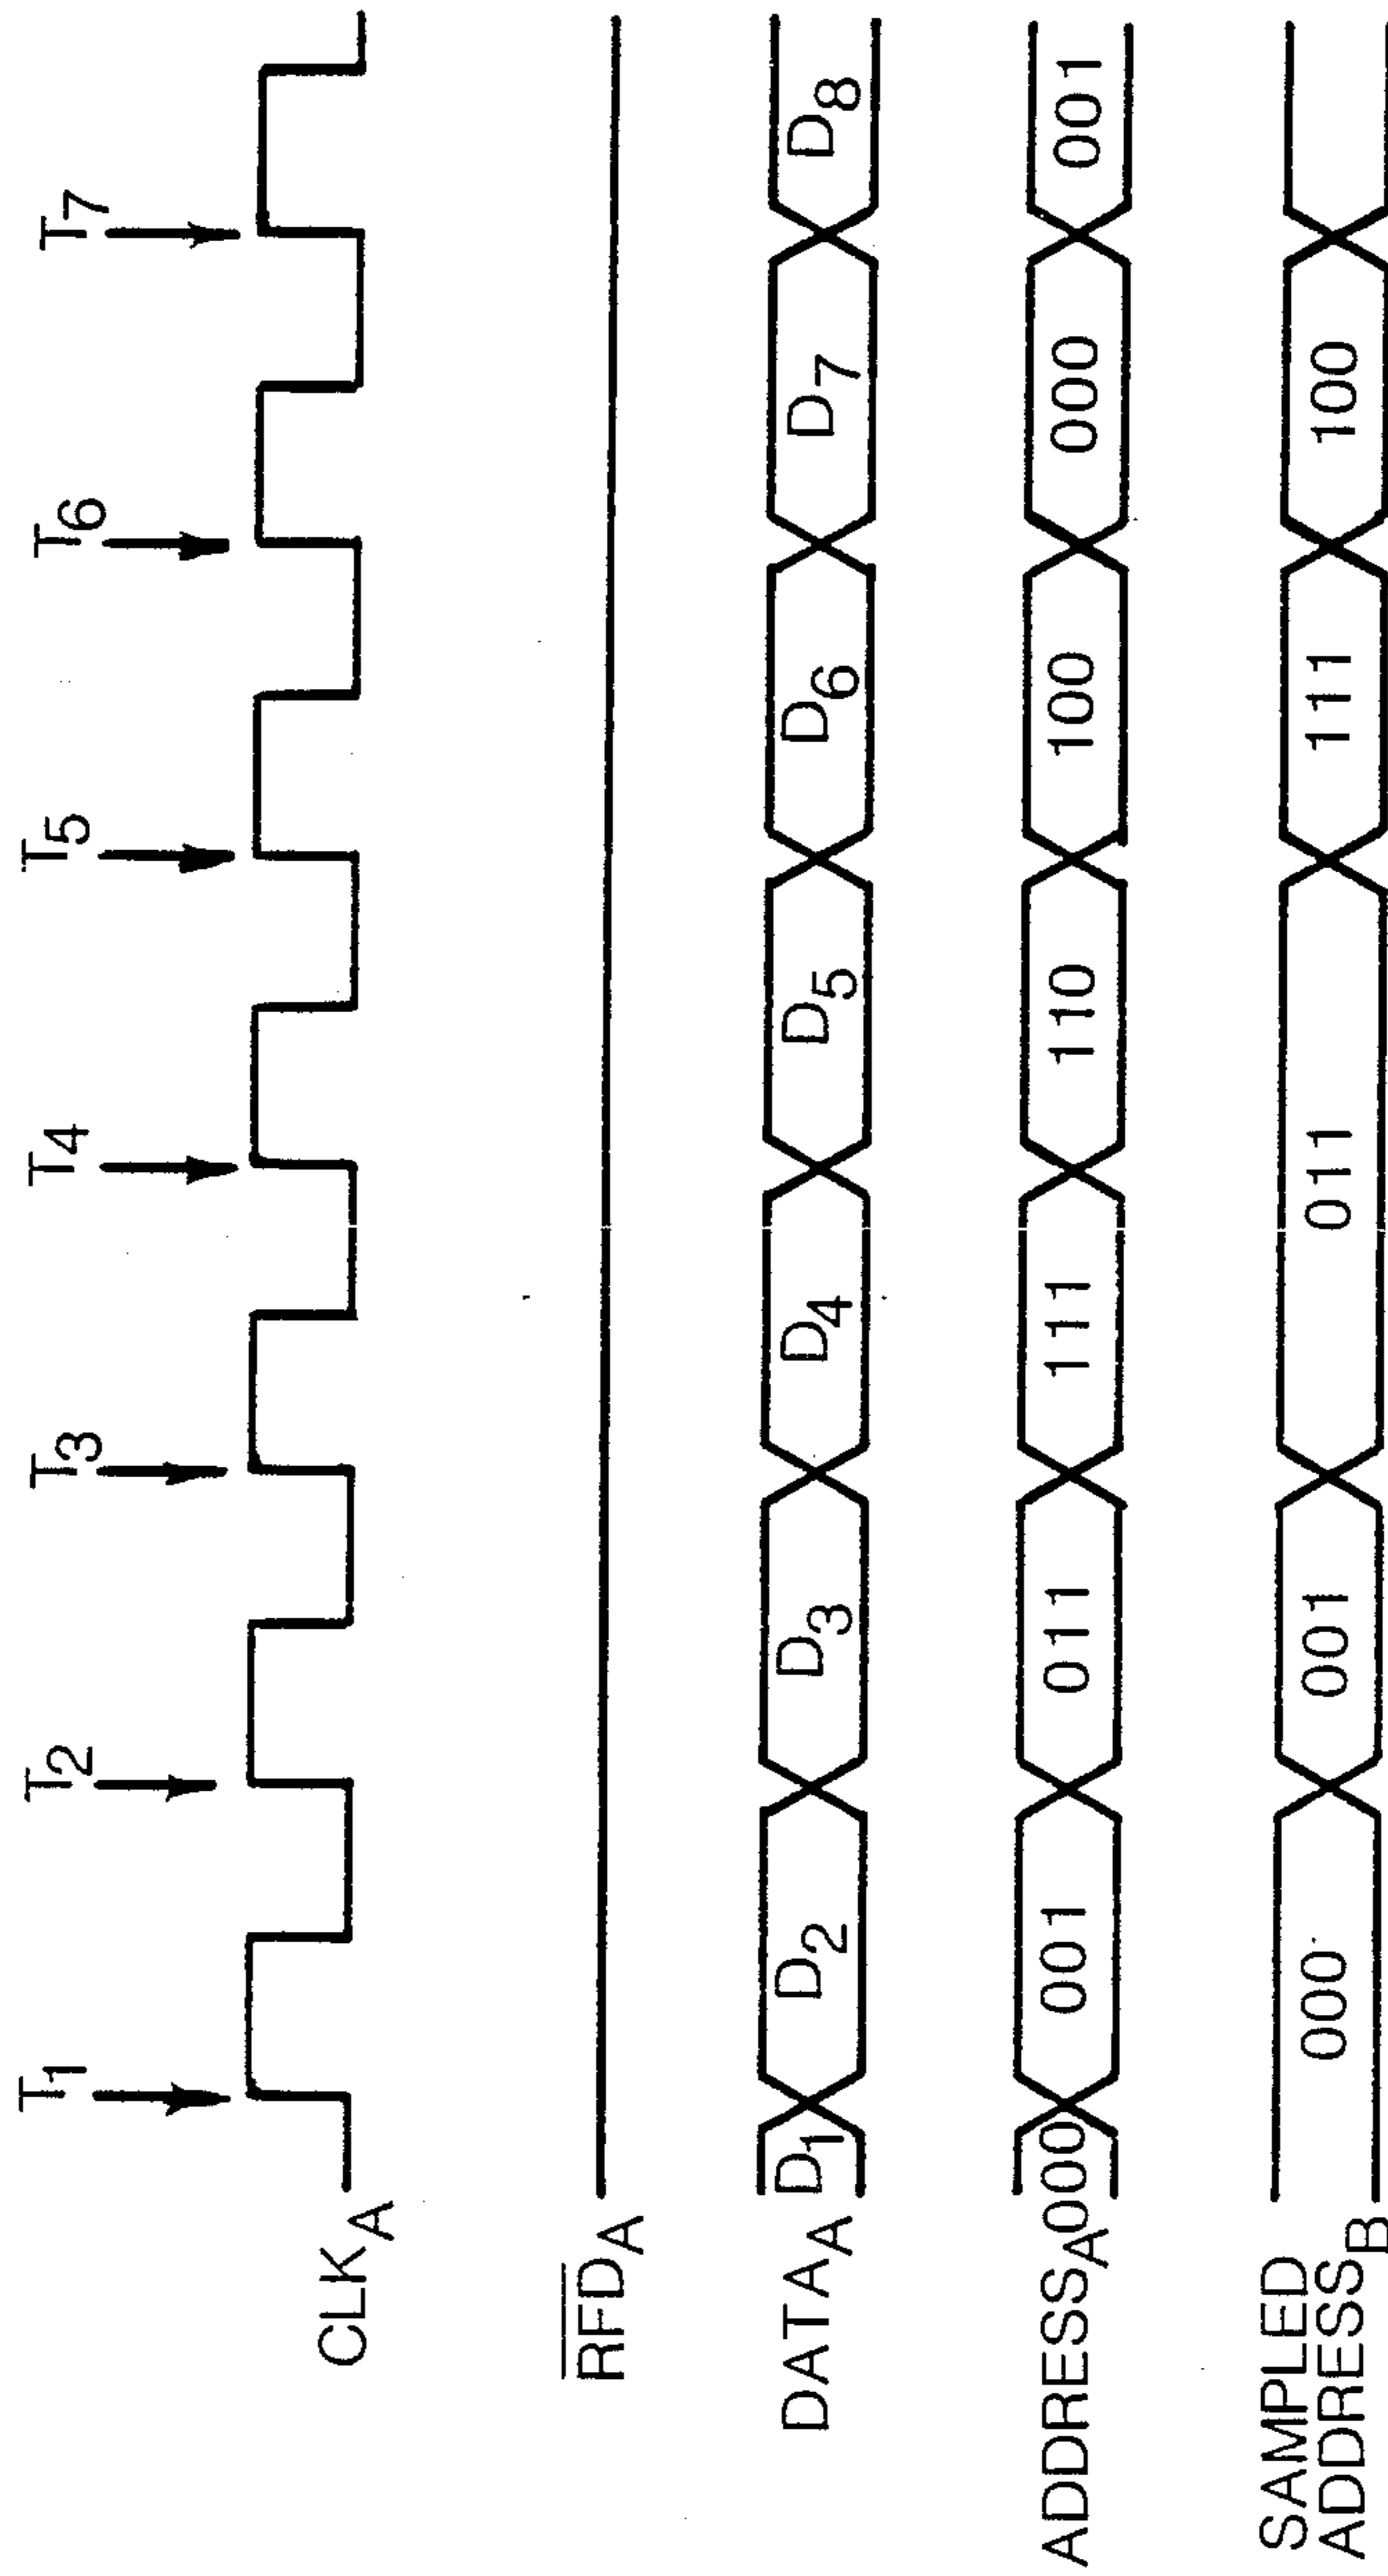 T1 T2 T3 T4 T5 T6 T7
CLKA
RFDA
DATAA D1 D2 D3 D4 D5 D6 D7 D8
ADDRESSA 000 001 011 111 110 100 000 001
SAMPLED
ADDRESSB 000 001 011 111 100